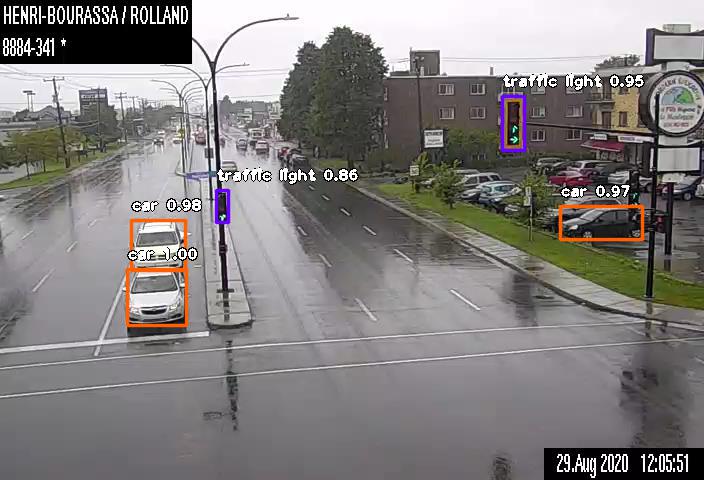 HENRI-BOURASSA / ROLLAND
8884-341 *
traffic light 0.95
traffic light 0.86
car 0.97
car 0.98
car 1.00
29.Aug 2020 12:05:51